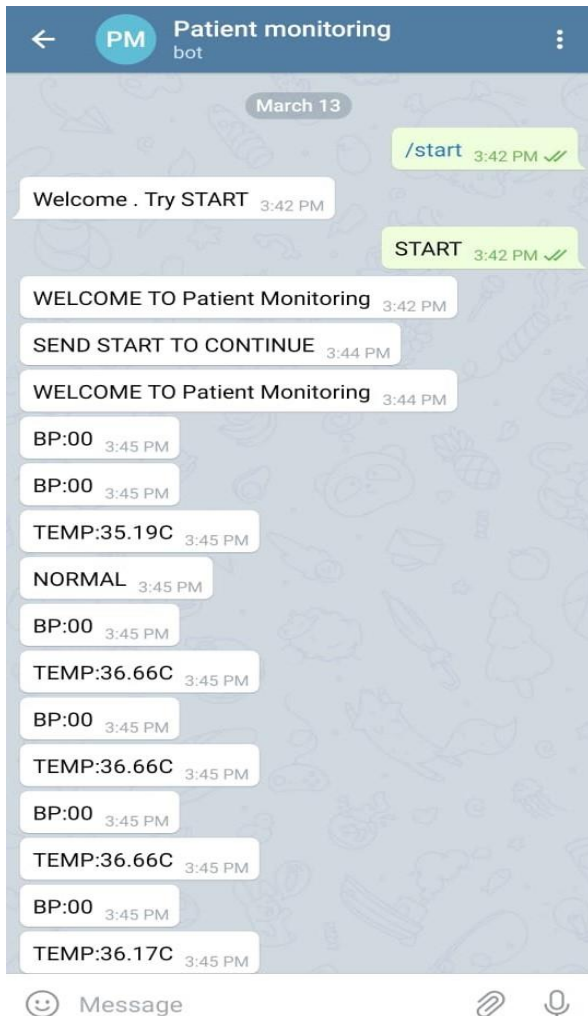 PM
Patient monitoring
bot
March 13
/start 3:42 PM
Welcome . Try START 3:42 PM
START 3:42 PM
WELCOME TO Patient Monitoring 3:42 PM
SEND START TO CONTINUE 3:44 PM
WELCOME TO Patient Monitoring 3:44 PM
BP:00 3:45 PM
BP:00 3:45 PM
TEMP:35.19C 3:45 PM
NORMAL 3:45 PM
BP:00 3:45 PM
TEMP:36.66C 3:45 PM
BP:00 3:45 PM
TEMP:36.66C 3:45 PM
BP:00 3:45 PM
TEMP:36.66C 3:45 PM
BP:00 3:45 PM
TEMP:36.17C 3:45 PM
Message